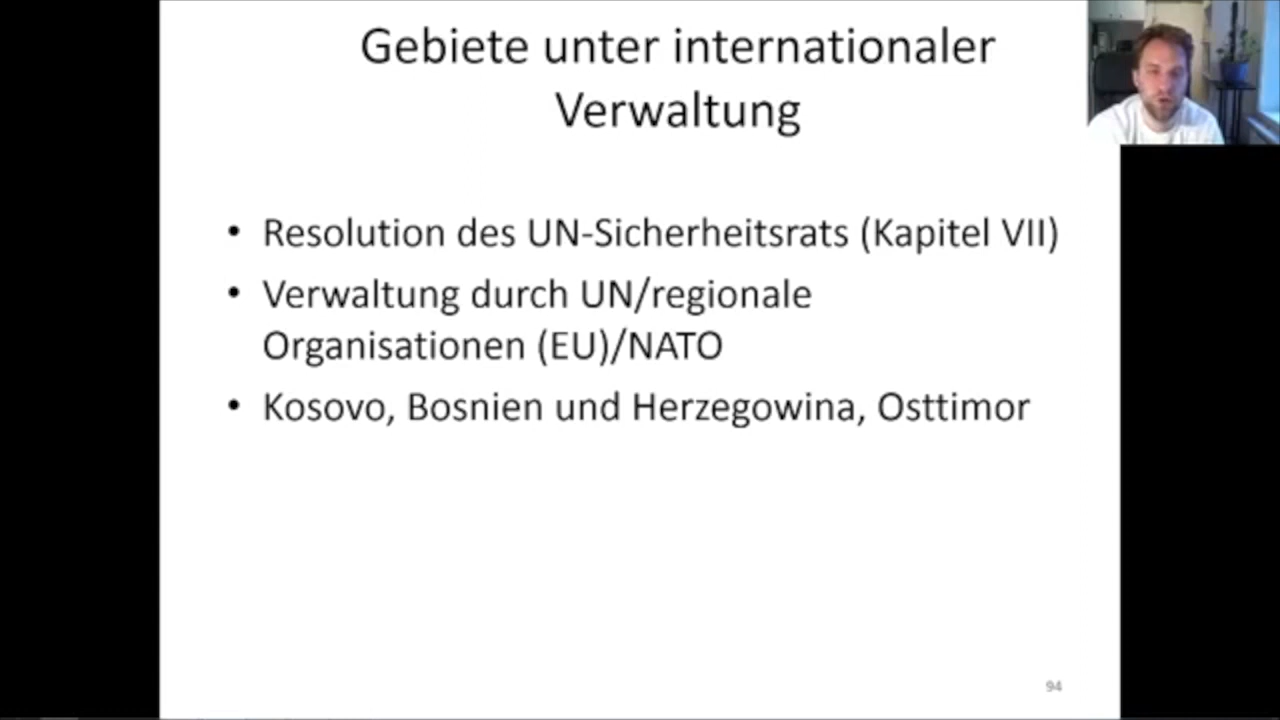 Gebiete unter internationaler
Verwaltung
• Resolution des UN-Sicherheitsrats (Kapitel VII)
• Verwaltung durch UN/regionale
Organisationen (EU)/NATO
• Kosovo, Bosnien und Herzegowina, Osttimor
94